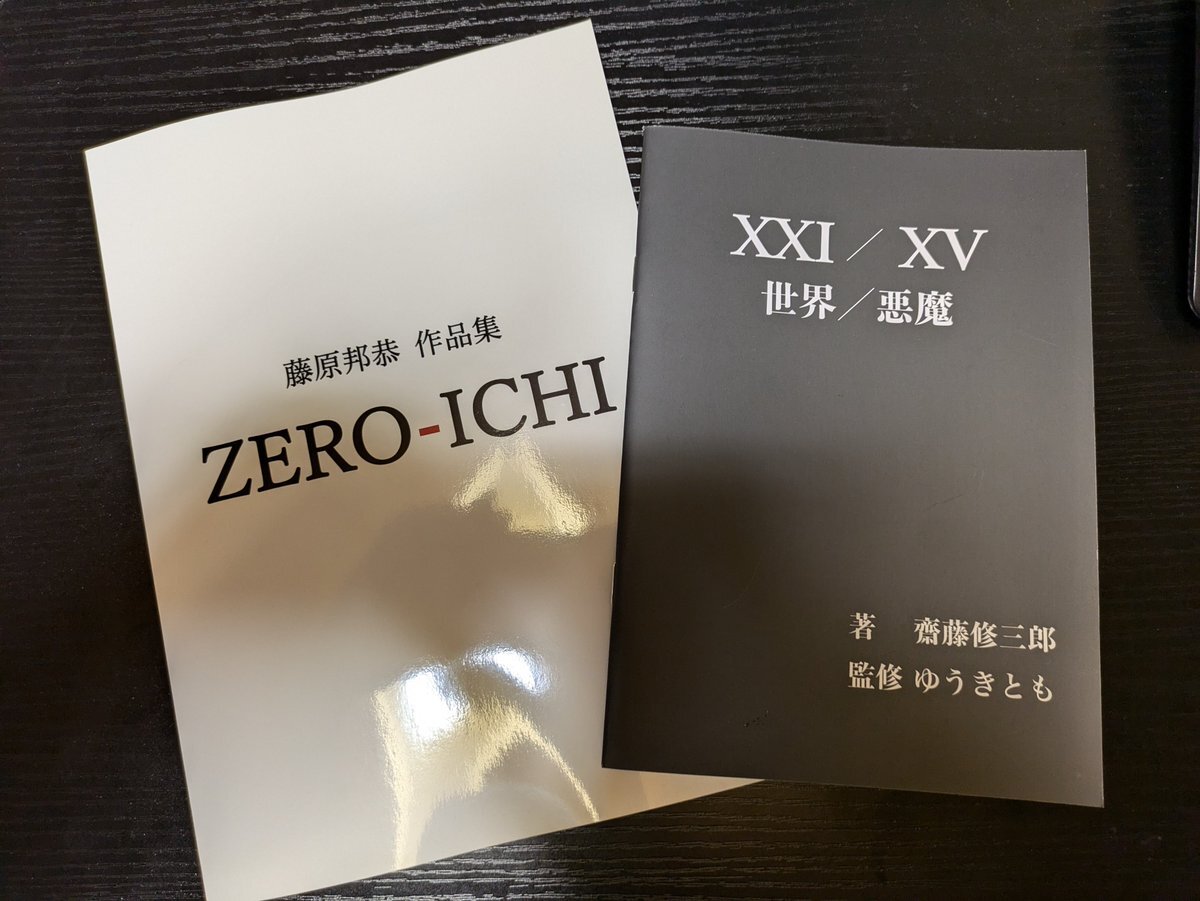 藤原邦恭 作品集
ZERO-ICHI
XXI／XV
世界／悪魔
著 齋藤修三郎
監修 ゆうきとも